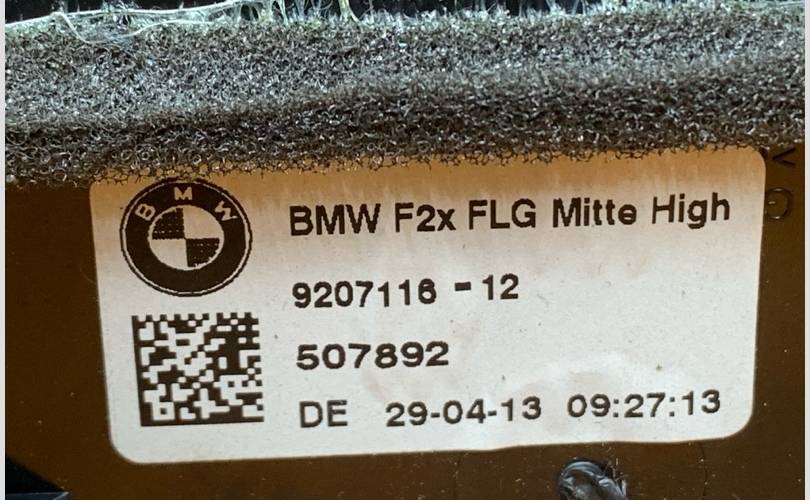 BMW
BMW F2x FLG Mitte High
9207116 - 12
507892
DE 29-04-13 09:27:13